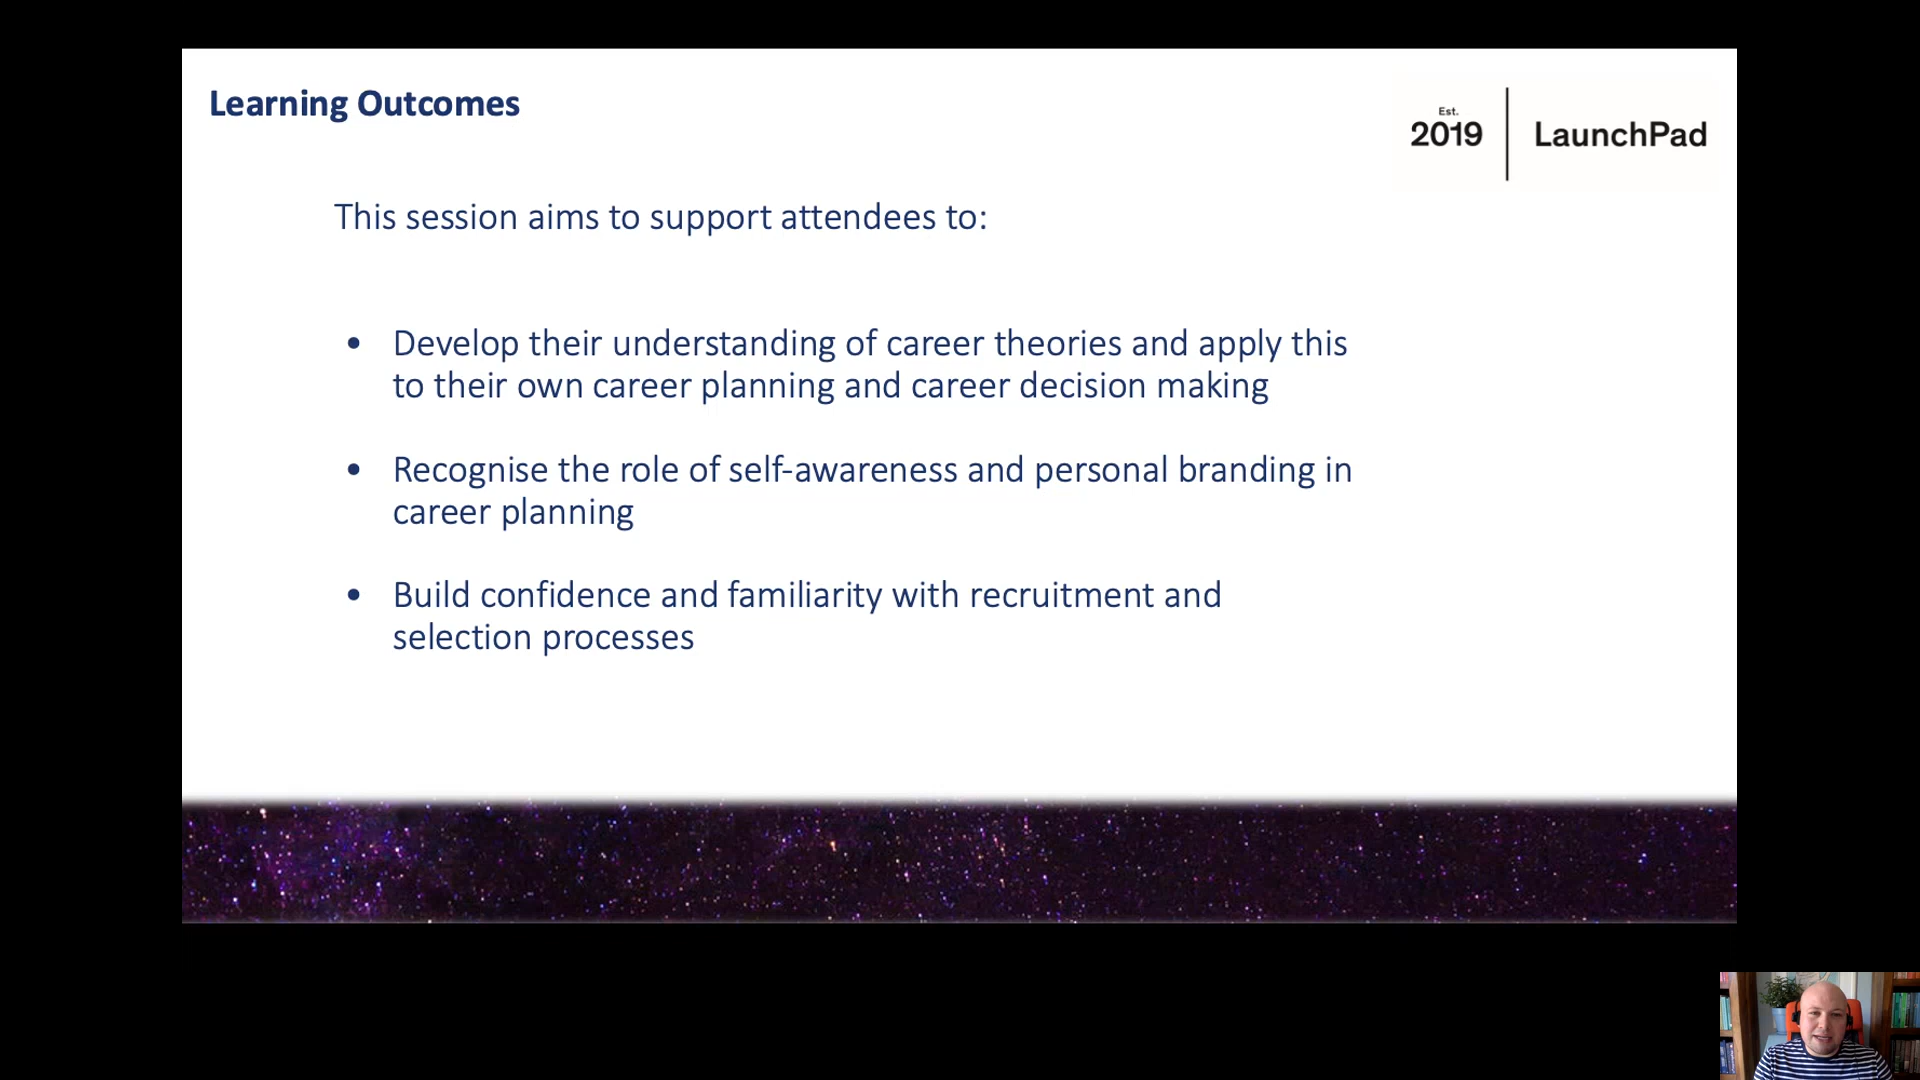 Learning Outcomes
Est.
2019
LaunchPad
This session aims to support attendees to:
• Develop their understanding of career theories and apply this
to their own career planning and career decision making
• Recognise the role of self-awareness and personal branding in
career planning
• Build confidence and familiarity with recruitment and
selection processes